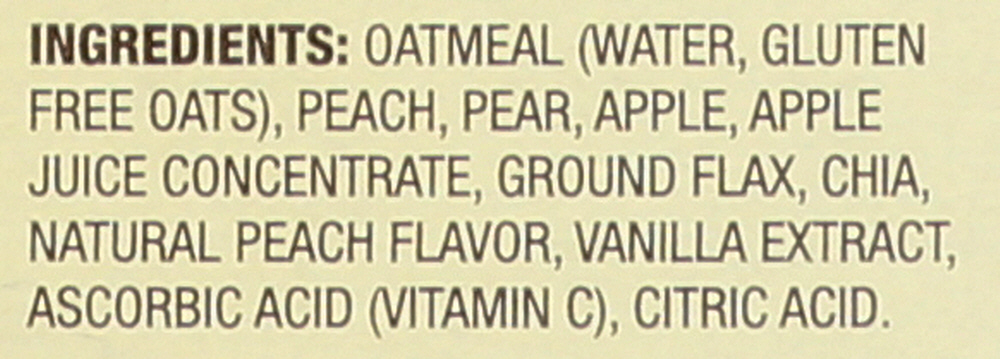 INGREDIENTS: OATMEAL (WATER, GLUTEN
FREE OATS), PEACH, PEAR, APPLE, APPLE
JUICE CONCENTRATE, GROUND FLAX, CHIA,
NATURAL PEACH FLAVOR, VANILLA EXTRACT,
ASCORBIC ACID (VITAMIN C), CITRIC ACID.